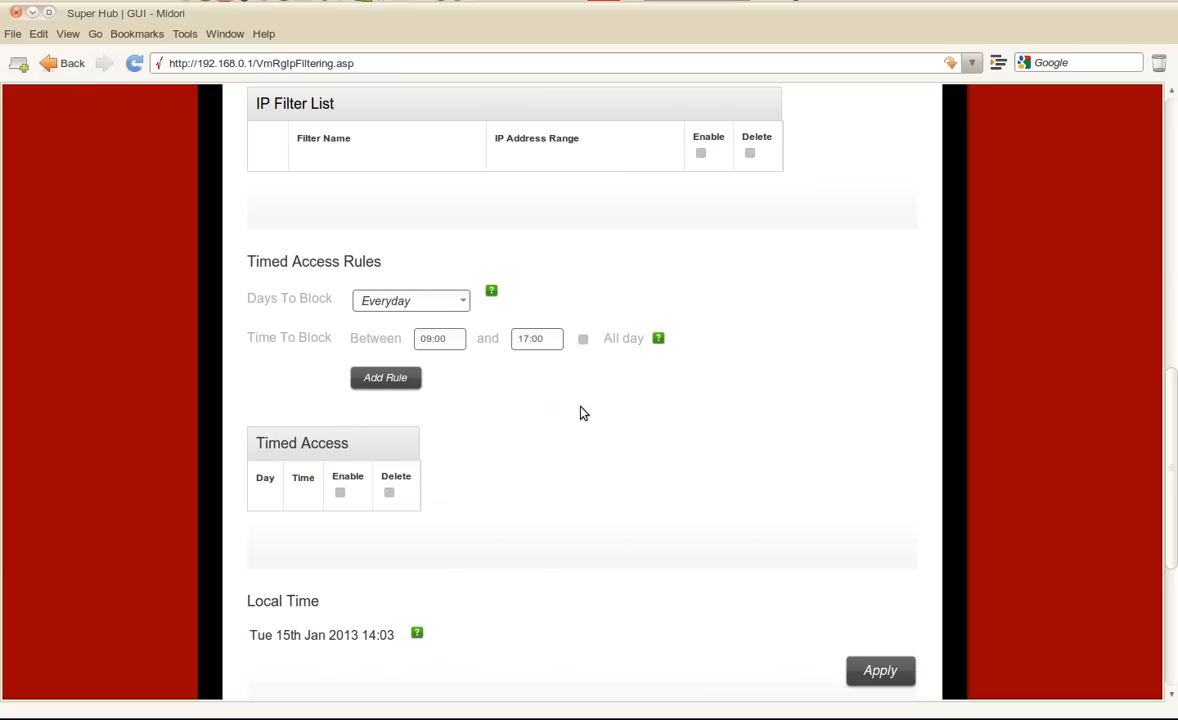 Super Hub | GUI - Midori
File Edit View Go Bookmarks Tools Window Help
Back http://192.168.0.1/VmRgIpFiltering.asp Google
IP Filter List
Filter Name IP Address Range Enable Delete
Timed Access Rules
Days To Block Everyday ?
Time To Block Between 09:00 and 17:00 All day ?
Add Rule
Timed Access
Day Time Enable Delete
Local Time
Tue 15th Jan 2013 14:03 ?
Apply